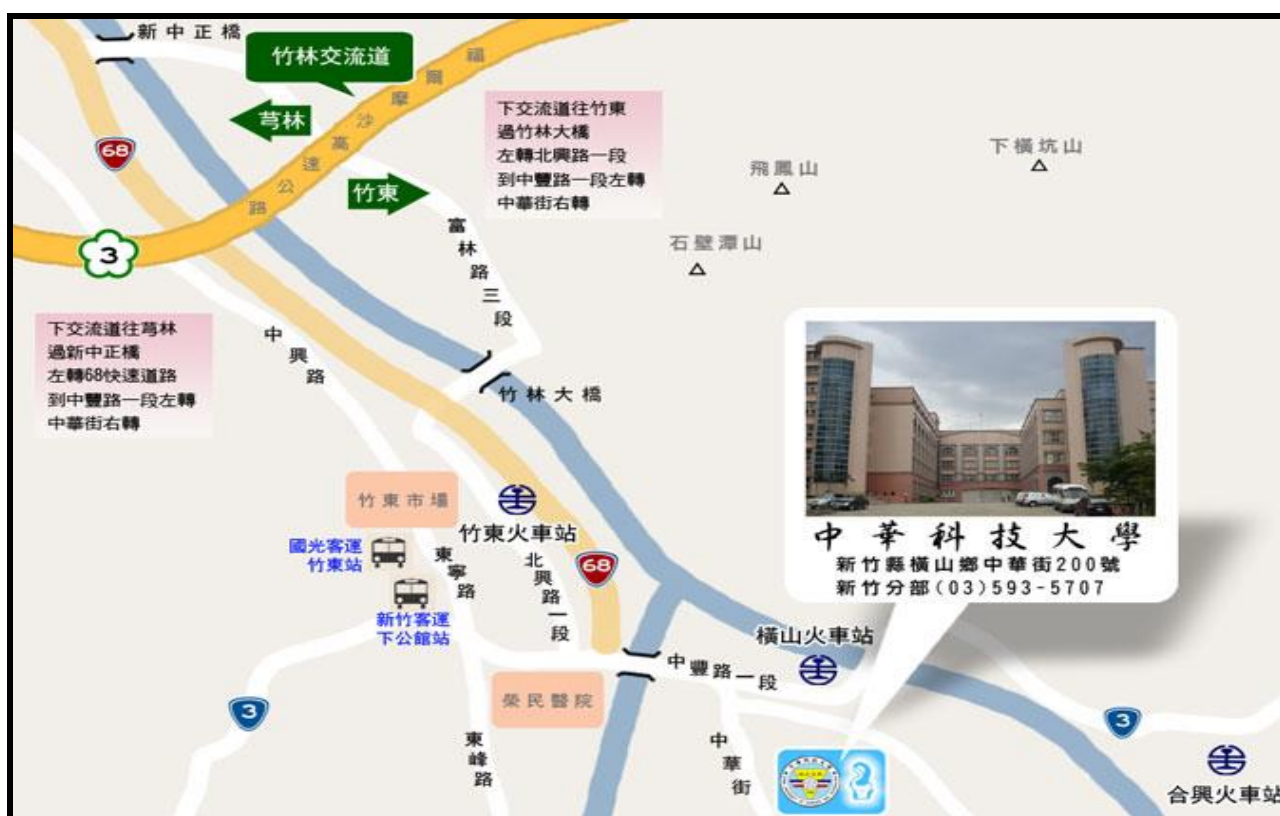 新中正橋
竹林交流道
福爾摩沙高速公路
芎林
68
竹東
3
下交流道往竹東
過竹林大橋
左轉北興路一段
到中豐路一段左轉
中華街右轉
飛鳳山
下橫坑山
石壁潭山
富林路三段
下交流道往芎林
過新中正橋
左轉68快速道路
到中豐路一段左轉
中華街右轉
中興路
竹林大橋
竹東市場
竹東火車站
國光客運
竹東站
東寧路
北興路一段
68
新竹客運
下公館站
中華科技大學
新竹縣橫山鄉中華街200號
新竹分部(03)593-5707
橫山火車站
中豐路一段
榮民醫院
3
東峰路
中華街
3
合興火車站